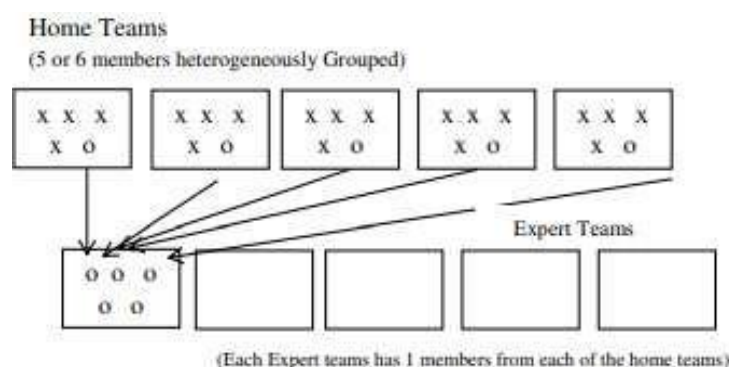 Home Teams
(5 or 6 members heterogeneously Grouped)
x x x x x x x x x x x x x x x
x o x o x o x o x o
Expert Teams
o o o
o o
(Each Expert teams has 1 members from each of the home teams)